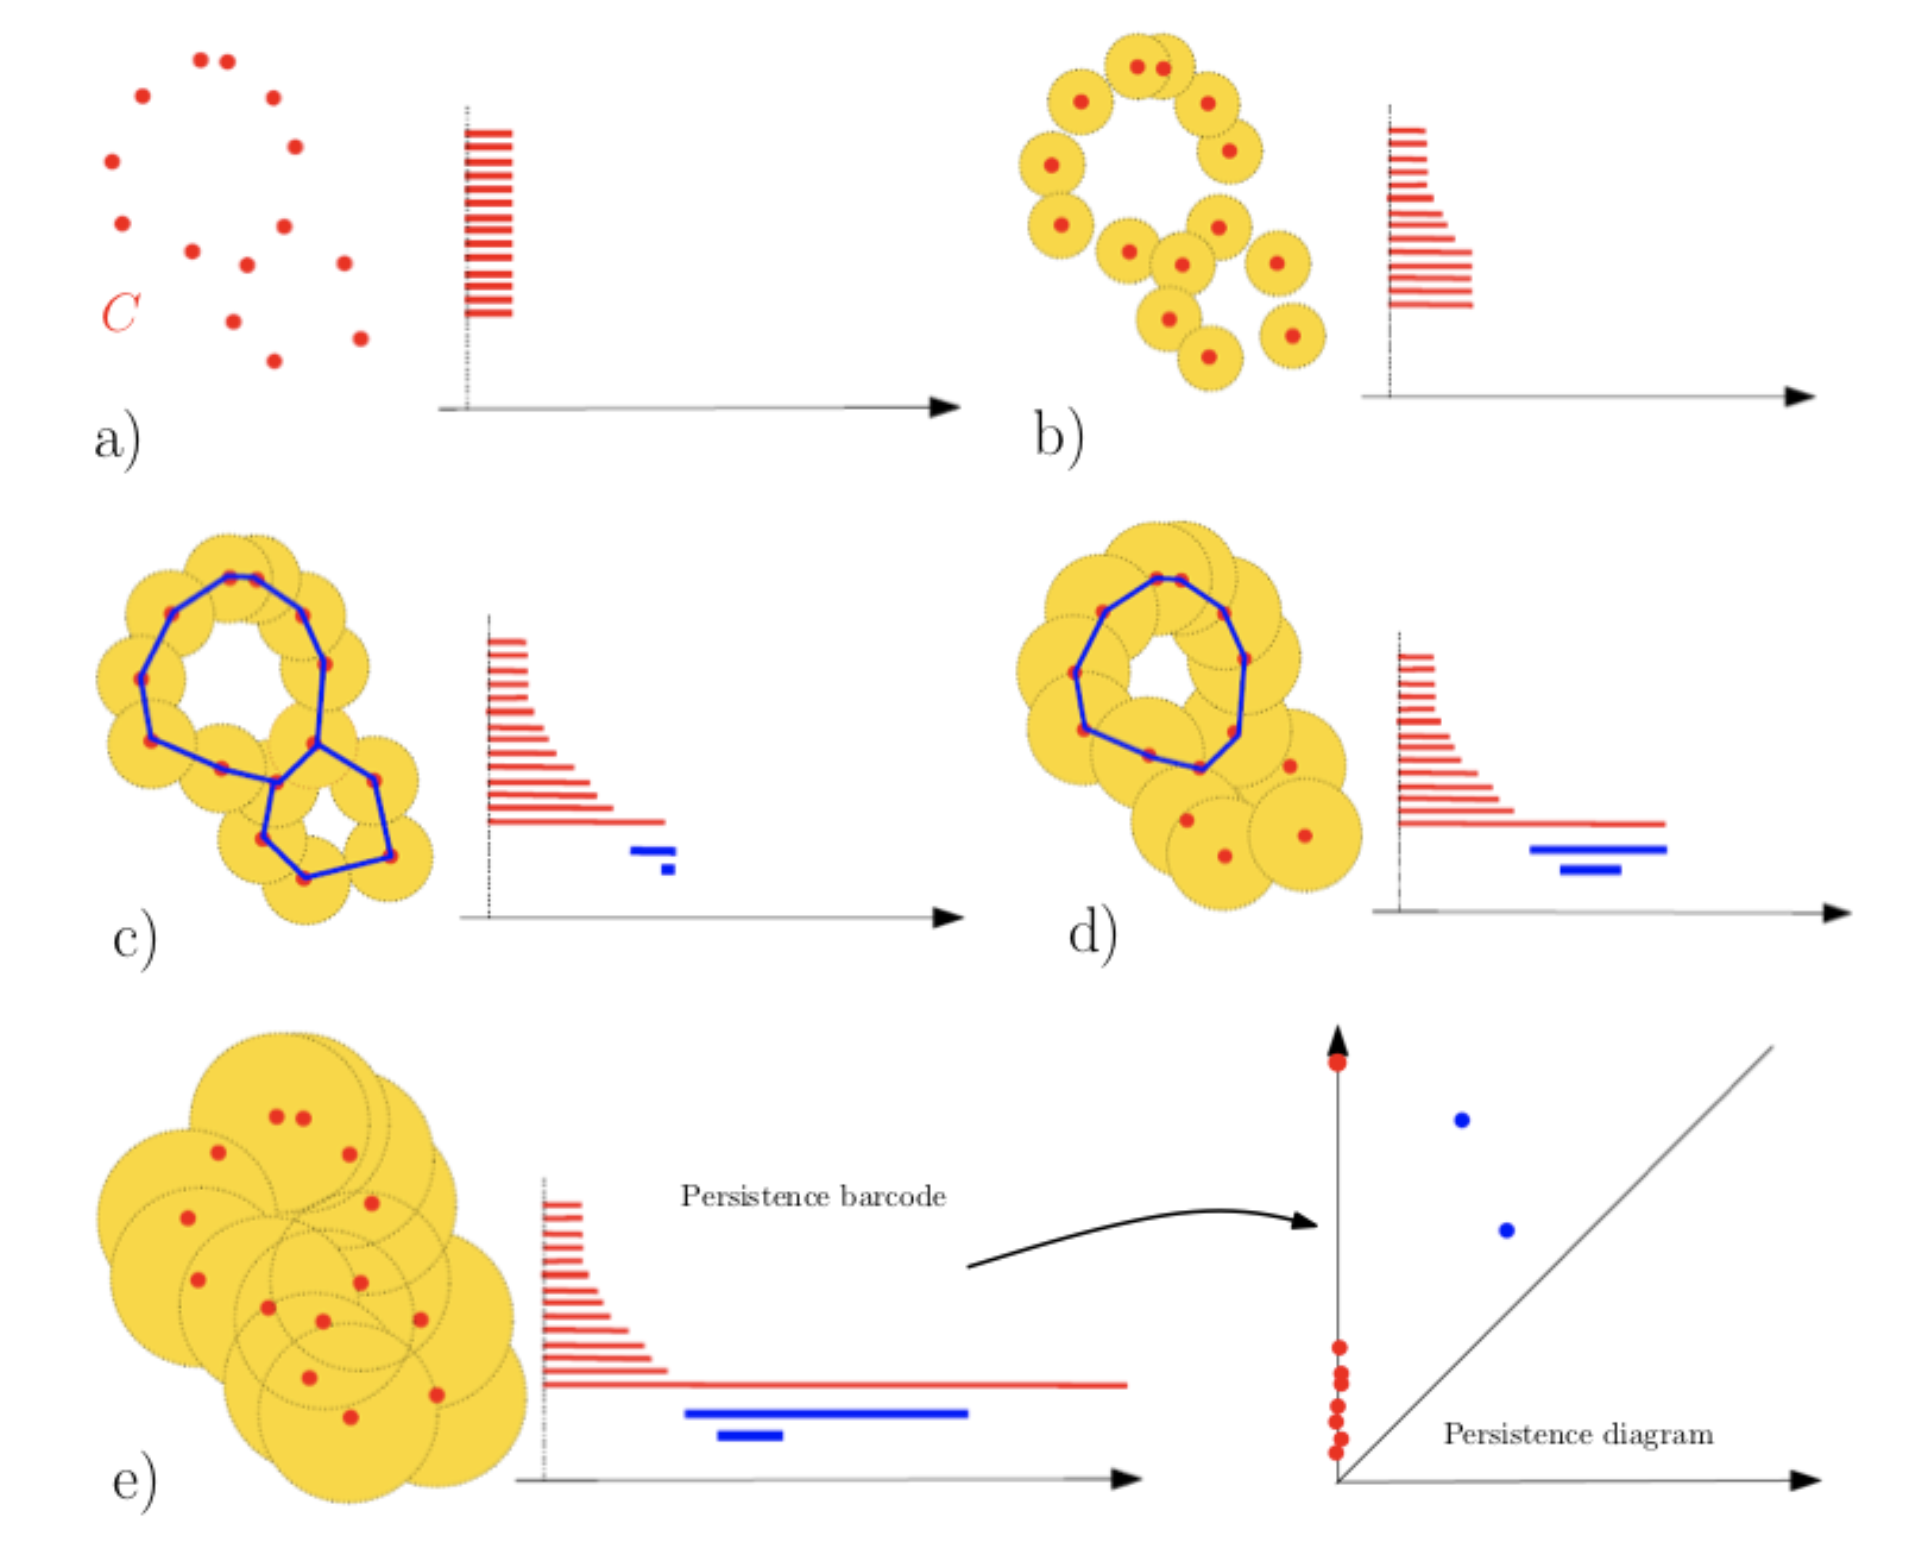 C
a)
b)
c)
d)
Persistence barcode
Persistence diagram
e)